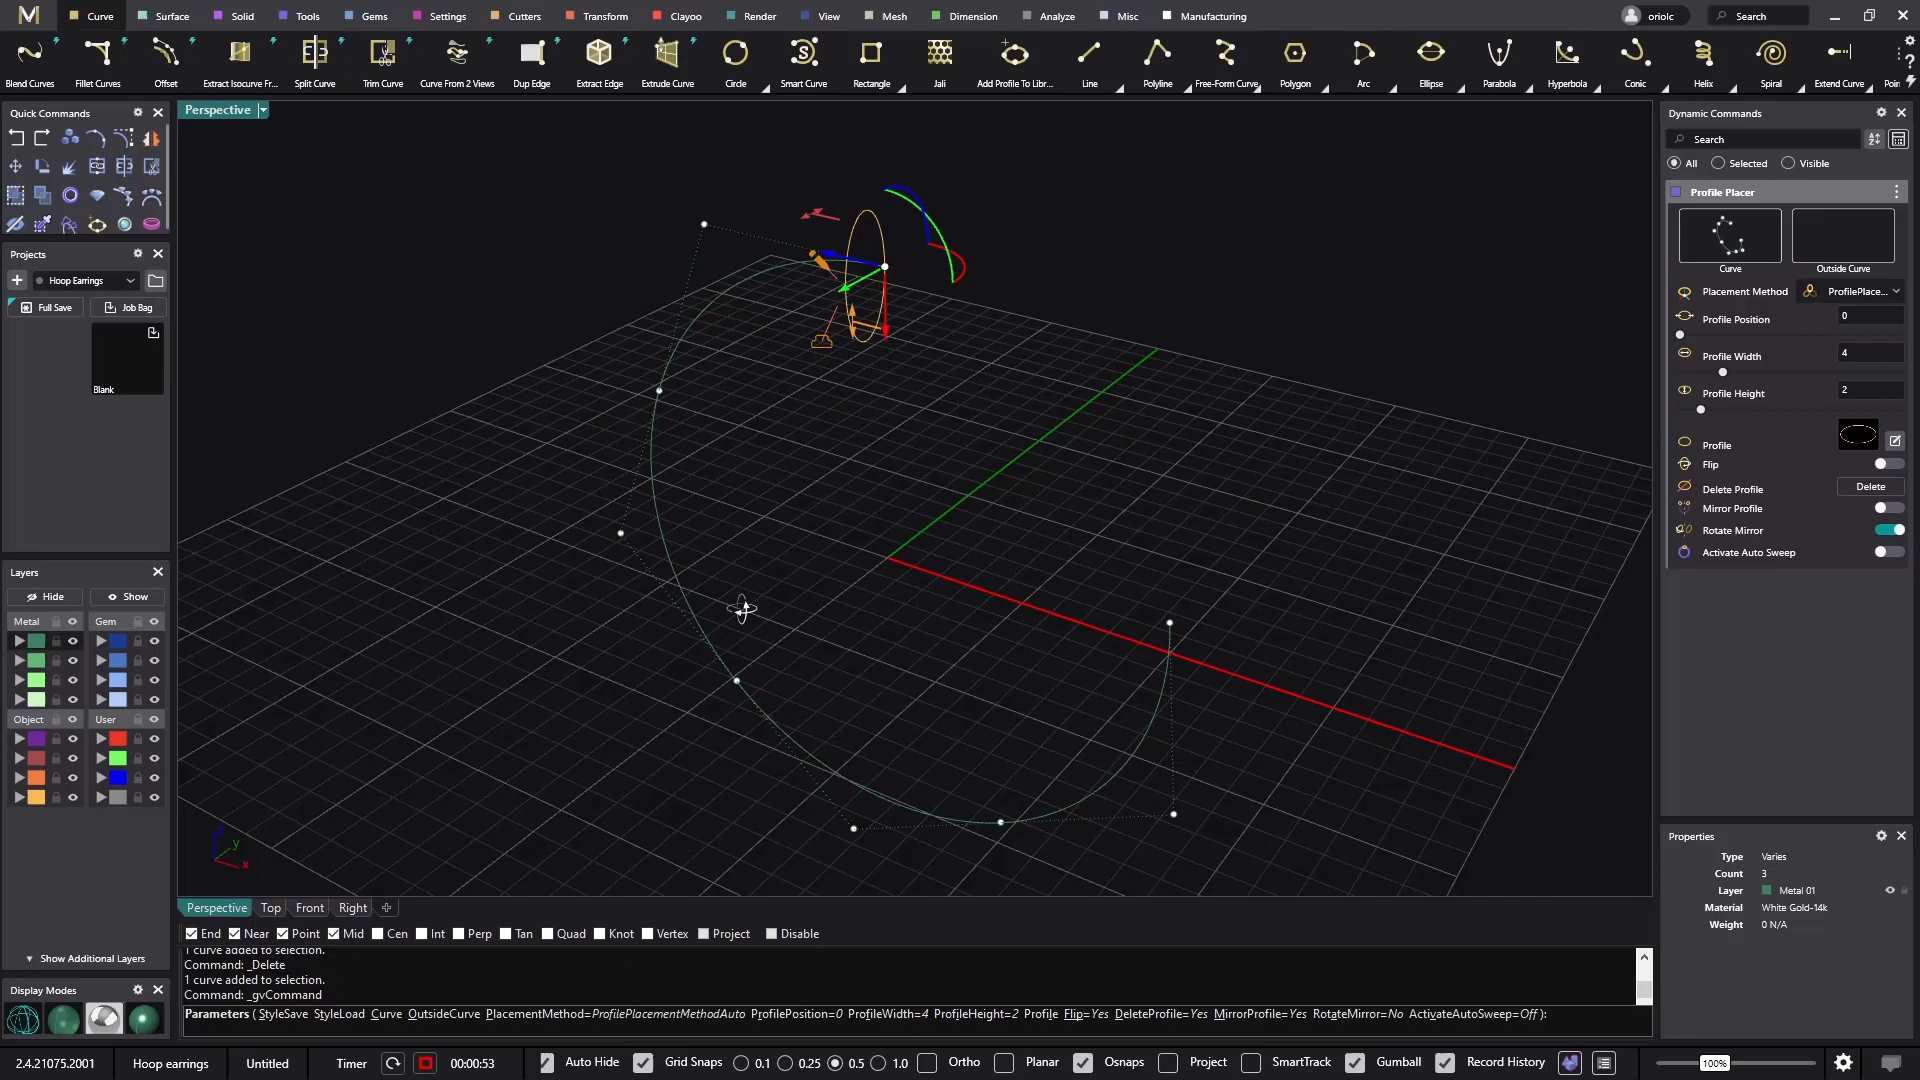 Curve Surface Solid Tools Gems Settings Cutters Transform Clayoo Render View Mesh Dimension Analyze Misc Manufacturing oriolc Search
Blend Curves Fillet Curves Offset Extract Isocurve Fr... Split Curve Trim Curve Curve From 2 Views Dup Edge Extract Edge Extrude Curve Circle Smart Curve Rectangle Jali Add Profile To Libr... Line Polyline Free-Form Curve Polygon Arc Ellipse Parabola Hyperbola Conic Helix Spiral Extend Curve Poin
Quick Commands
Projects
Hoop Earrings
Full Save Job Bag
Blank
Layers
Hide Show
Metal Gem
Object User
Show Additional Layers
Display Modes
Perspective
z
y
x
Perspective Top Front Right
End Near Point Mid Cen Int Perp Tan Quad Knot Vertex Project Disable
1 curve added to selection.
Command: _Delete
1 curve added to selection.
Command: _gvCommand
Parameters ( StyleSave StyleLoad Curve OutsideCurve PlacementMethod=ProfilePlacementMethodAuto ProfilePosition=0 ProfileWidth=4 ProfileHeight=2 Profile Flip=Yes DeleteProfile=Yes MirrorProfile=Yes RotateMirror=No ActivateAutoSweep=Off ):
Dynamic Commands
Search
All Selected Visible
Profile Placer
Curve Outside Curve
Placement Method ProfilePlace...
Profile Position 0
Profile Width 4
Profile Height 2
Profile
Flip
Delete Profile Delete
Mirror Profile
Rotate Mirror
Activate Auto Sweep
Properties
Type Varies
Count 3
Layer Metal 01
Material White Gold-14k
Weight 0 N/A
2.4.21075.2001 Hoop earrings Untitled Timer 00:00:53 Auto Hide Grid Snaps 0.1 0.25 0.5 1.0 Ortho Planar Osnaps Project SmartTrack Gumball Record History 100%